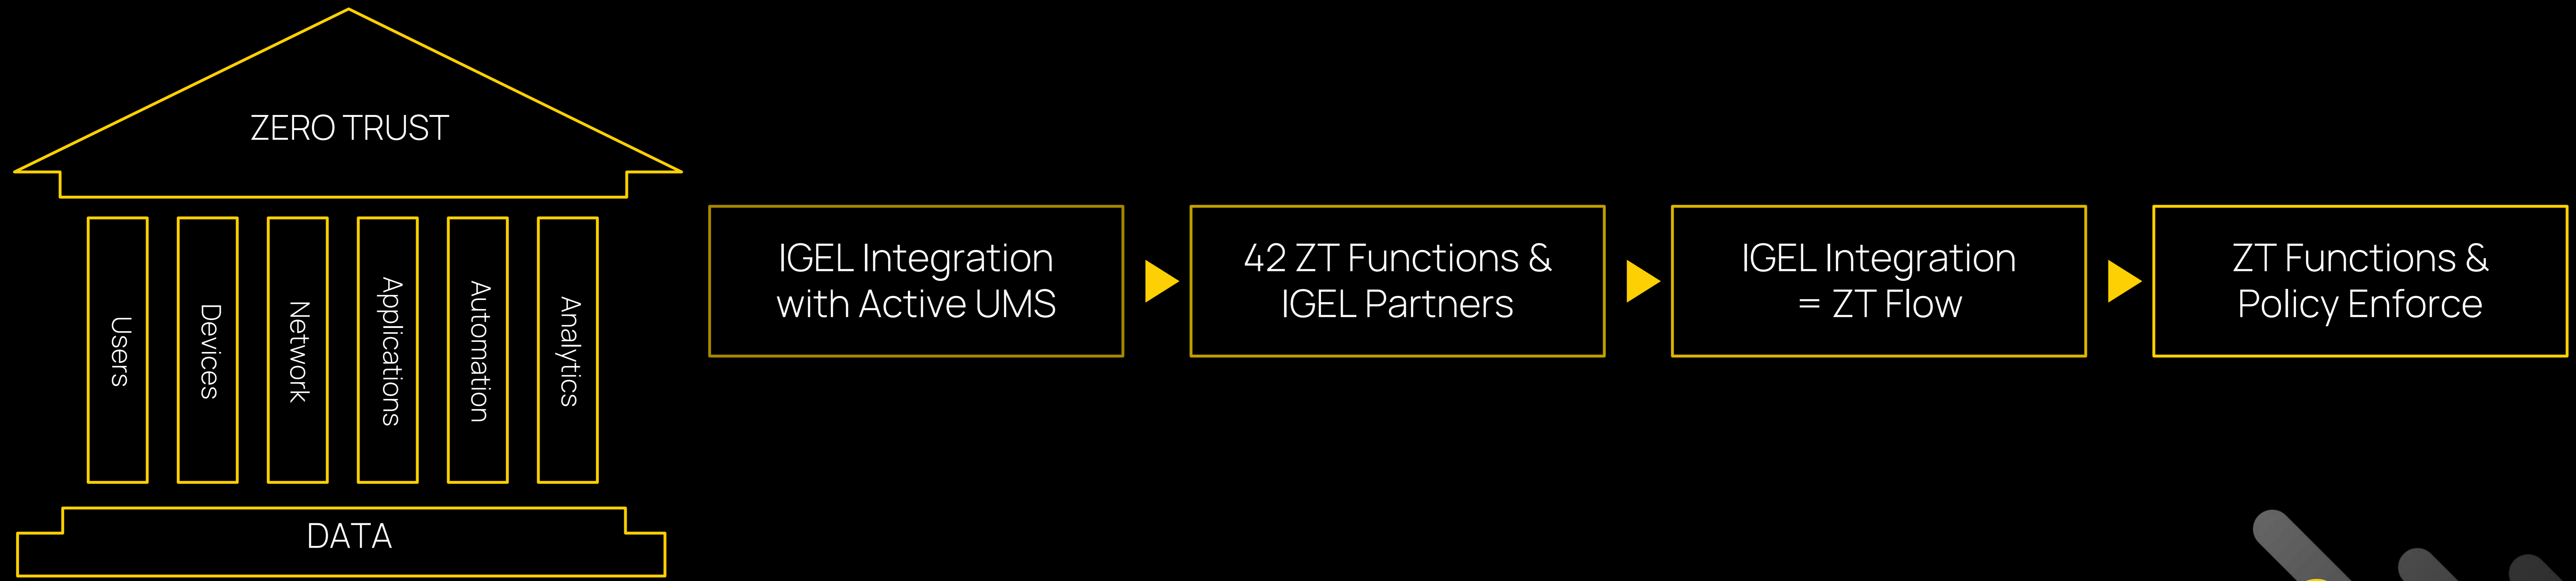 ZERO TRUST
Users
Devices
Network
Applications
Automation
Analytics
DATA
IGEL Integration
with Active UMS
42 ZT Functions &
IGEL Partners
IGEL Integration
= ZT Flow
ZT Functions &
Policy Enforce